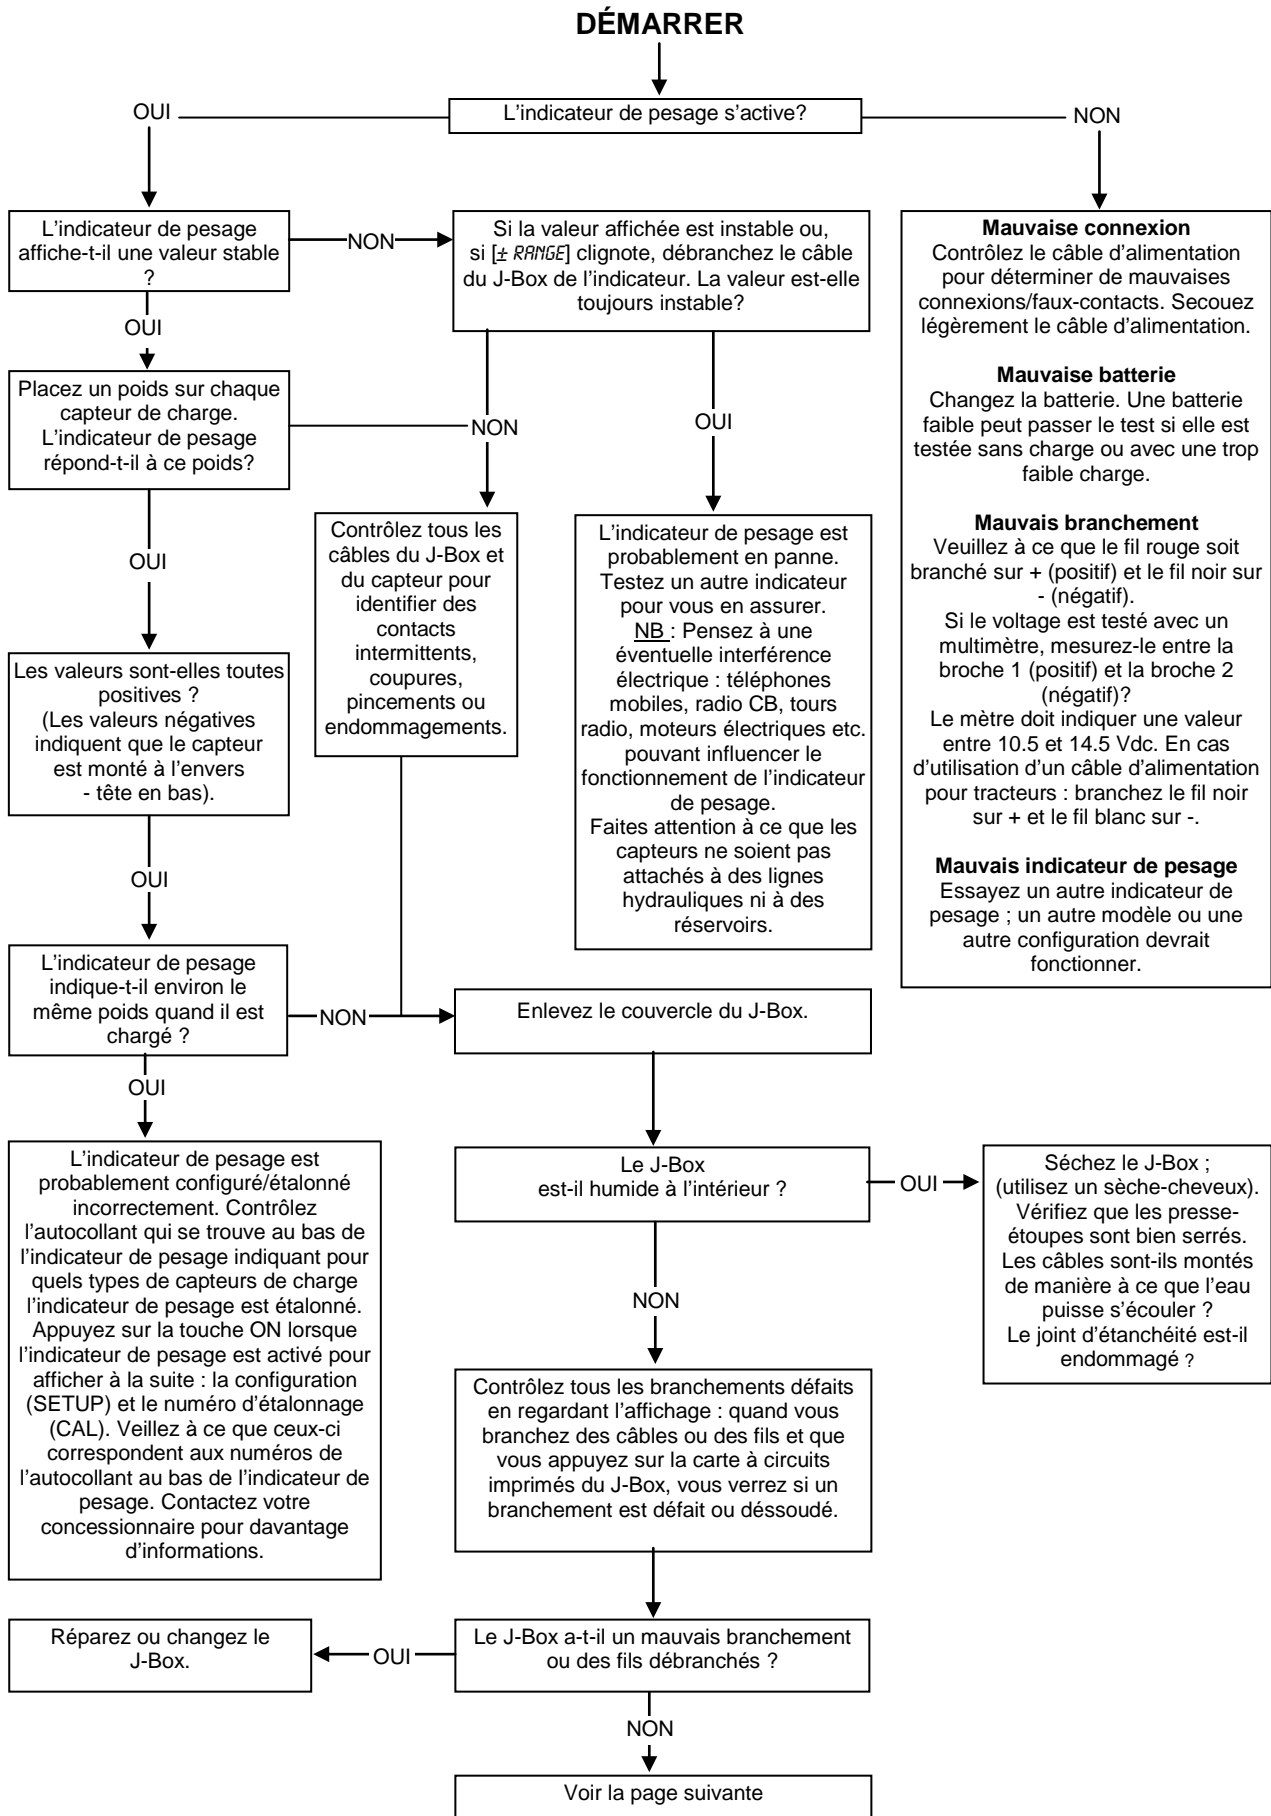 DÉMARRER
L'indicateur de pesage s'active?
OUI
NON
L'indicateur de pesage
affiche-t-il une valeur stable
?
NON
Si la valeur affichée est instable ou,
si [± RANGE] clignote, débranchez le câble
du J-Box de l'indicateur. La valeur est-elle
toujours instable?
Mauvaise connexion
Contrôlez le câble d'alimentation
pour déterminer de mauvaises
connexions/faux-contacts. Secouez
légèrement le câble d'alimentation.
Mauvaise batterie
Changez la batterie. Une batterie
faible peut passer le test si elle est
testée sans charge ou avec une trop
faible charge.
Mauvais branchement
Veuillez à ce que le fil rouge soit
branché sur + (positif) et le fil noir sur
- (négatif).
Si le voltage est testé avec un
multimètre, mesurez-le entre la
broche 1 (positif) et la broche 2
(négatif)?
Le mètre doit indiquer une valeur
entre 10.5 et 14.5 Vdc. En cas
d'utilisation d'un câble d'alimentation
pour tracteurs : branchez le fil noir
sur + et le fil blanc sur -.
Mauvais indicateur de pesage
Essayez un autre indicateur de
pesage ; un autre modèle ou une
autre configuration devrait
fonctionner.
OUI
Placez un poids sur chaque
capteur de charge.
L'indicateur de pesage
répond-t-il à ce poids?
NON
OUI
OUI
Contrôlez tous les
câbles du J-Box et
du capteur pour
identifier des
contacts
intermittents,
coupures,
pincements ou
endommagements.
L'indicateur de pesage est
probablement en panne.
Testez un autre indicateur
pour vous en assurer.
NB : Pensez à une
éventuelle interférence
électrique : téléphones
mobiles, radio CB, tours
radio, moteurs électriques etc.
pouvant influencer le
fonctionnement de l'indicateur
de pesage.
Faites attention à ce que les
capteurs ne soient pas
attachés à des lignes
hydrauliques ni à des
réservoirs.
Les valeurs sont-elles toutes
positives ?
(Les valeurs négatives
indiquent que le capteur
est monté à l'envers
- tête en bas).
OUI
L'indicateur de pesage
indique-t-il environ le
même poids quand il est
chargé ?
NON
Enlevez le couvercle du J-Box.
OUI
L'indicateur de pesage est
probablement configuré/étalonné
incorrectement. Contrôlez
l'autocollant qui se trouve au bas de
l'indicateur de pesage indiquant pour
quels types de capteurs de charge
l'indicateur de pesage est étalonné.
Appuyez sur la touche ON lorsque
l'indicateur de pesage est activé pour
afficher à la suite : la configuration
(SETUP) et le numéro d'étalonnage
(CAL). Veillez à ce que ceux-ci
correspondent aux numéros de
l'autocollant au bas de l'indicateur de
pesage. Contactez votre
concessionnaire pour davantage
d'informations.
Le J-Box
est-il humide à l'intérieur ?
OUI
Séchez le J-Box ;
(utilisez un sèche-cheveux).
Vérifiez que les presse-
étoupes sont bien serrés.
Les câbles sont-ils montés
de manière à ce que l'eau
puisse s'écouler ?
Le joint d'étanchéité est-il
endommagé ?
NON
Contrôlez tous les branchements défaits
en regardant l'affichage : quand vous
branchez des câbles ou des fils et que
vous appuyez sur la carte à circuits
imprimés du J-Box, vous verrez si un
branchement est défait ou déssoudé.
Le J-Box a-t-il un mauvais branchement
ou des fils débranchés ?
OUI
Réparez ou changez le
J-Box.
NON
Voir la page suivante